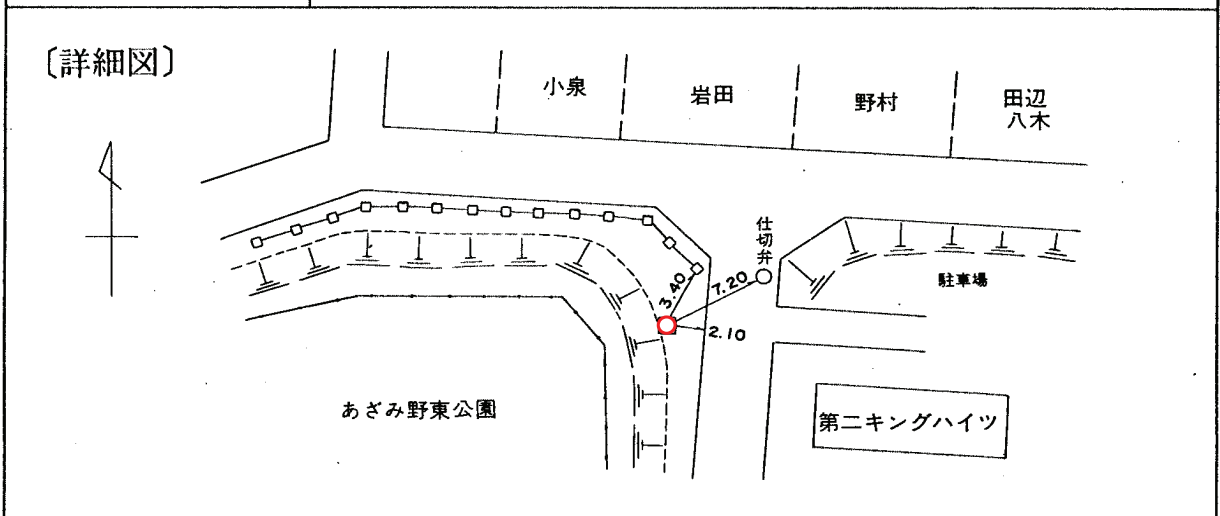 〔詳細図〕
小泉
岩田
野村
田辺
八木
仕切弁
3.40
7.20
駐車場
2.10
あざみ野東公園
第二キングハイツ